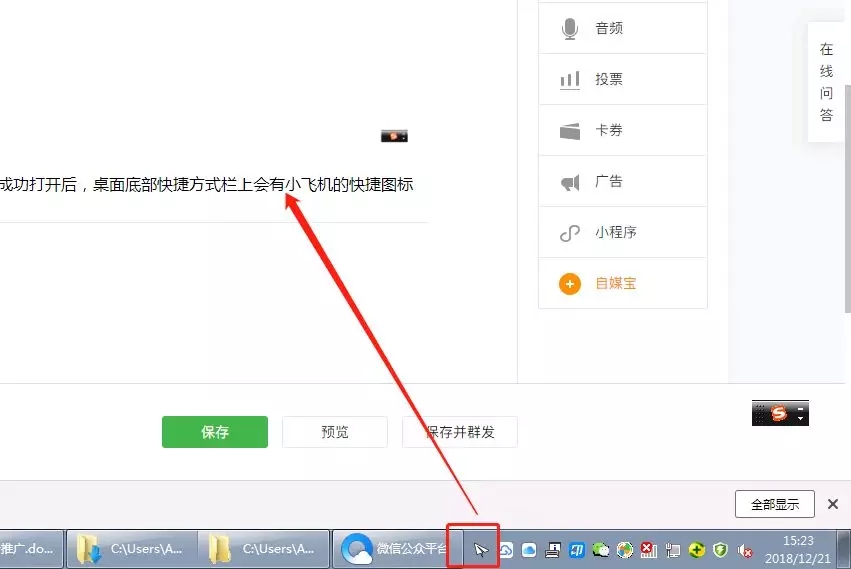 音频
投票
卡券
广告
小程序
自媒宝
在线问答
成功打开后，桌面底部快捷方式栏上会有小飞机的快捷图标
保存
预览
保存并群发
全部显示
推广.do...
C:\Users\A...
C:\Users\A...
微信公众平台
15:23
2018/12/21